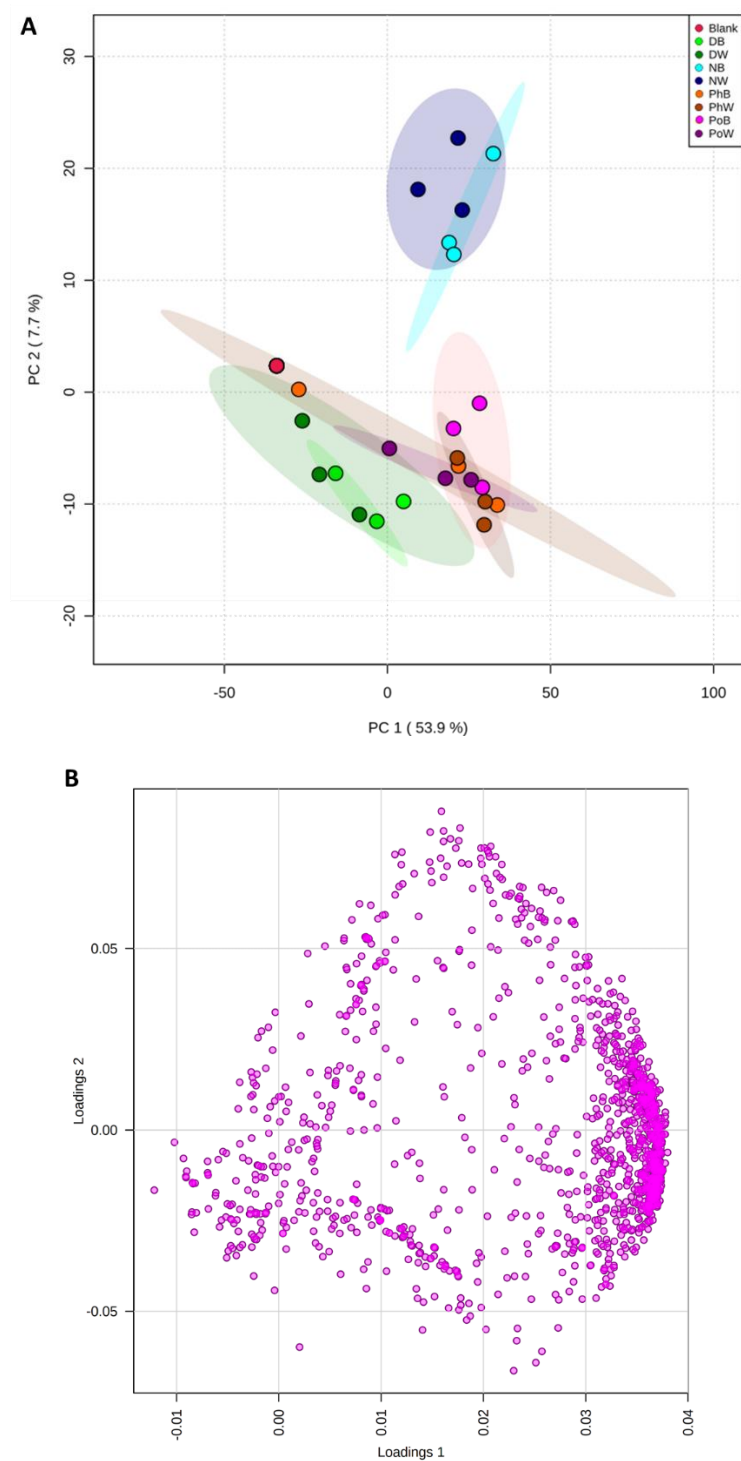 A
Blank
DB
DW
NB
NW
PhB
PhW
PoB
PoW
30
20
10
0
-10
-20
PC 2 ( 7.7 %)
-50 0 50 100
PC 1 ( 53.9 %)
B
0.05
0.00
-0.05
Loadings 2
-0.01 0.00 0.01 0.02 0.03 0.04
Loadings 1